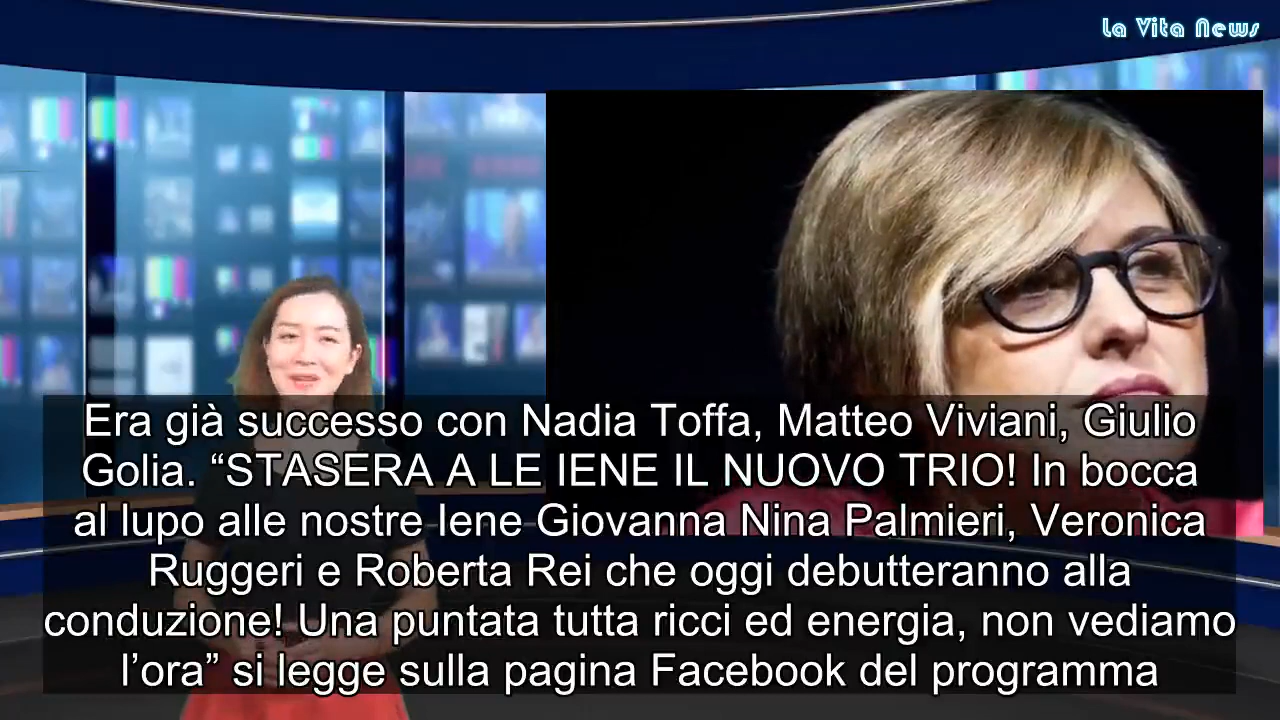 La Vita News
Era già successo con Nadia Toffa, Matteo Viviani, Giulio
Golia. “STASERA A LE IENE IL NUOVO TRIO! In bocca
al lupo alle nostre Iene Giovanna Nina Palmieri, Veronica
Ruggeri e Roberta Rei che oggi debutteranno alla
conduzione! Una puntata tutta ricci ed energia, non vediamo
l’ora” si legge sulla pagina Facebook del programma